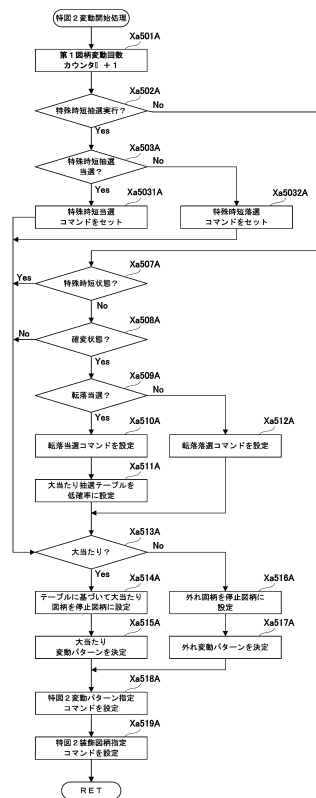 特図２変動開始処理
Xa501A
第１図柄変動回数
カウンタ ＋１
Xa502A
特殊時短抽選実行？
No
Yes
Xa503A
特殊時短抽選
当選？
No
Yes
Xa5031A
特殊時短当選
コマンドをセット
Xa5032A
特殊時短落選
コマンドをセット
Xa507A
特殊時短状態？
Yes
No
Xa508A
確変状態？
No
Yes
Xa509A
転落当選？
No
Yes
Xa510A
転落当選コマンドを設定
Xa512A
転落落選コマンドを設定
Xa511A
大当たり抽選テーブルを
低確率に設定
Xa513A
大当たり？
No
Yes
Xa514A
テーブルに基づいて大当たり
図柄を停止図柄に設定
Xa516A
外れ図柄を停止図柄に
設定
Xa515A
大当たり
変動パターンを決定
Xa517A
外れ変動パターンを決定
Xa518A
特図２変動パターン指定
コマンドを設定
Xa519A
特図２装飾図柄指定
コマンドを設定
ＲＥＴ